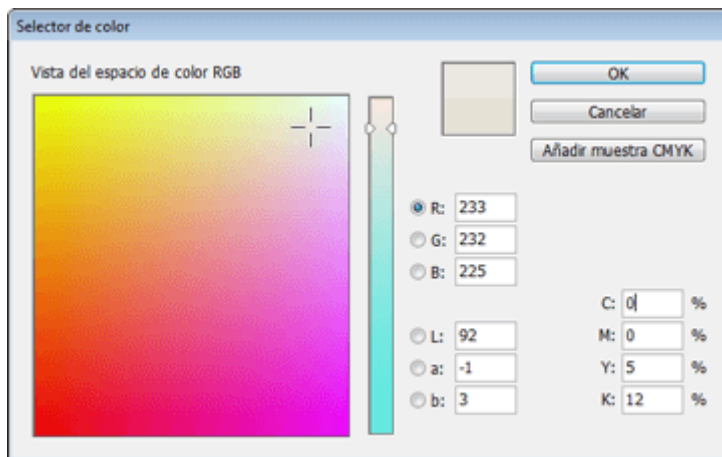 Selector de color
Vista del espacio de color RGB
OK
Cancelar
Añadir muestra CMYK
R: 233
G: 232
B: 225
C: 0 %
L: 92 M: 0 %
a: -1 Y: 5 %
b: 3 K: 12 %